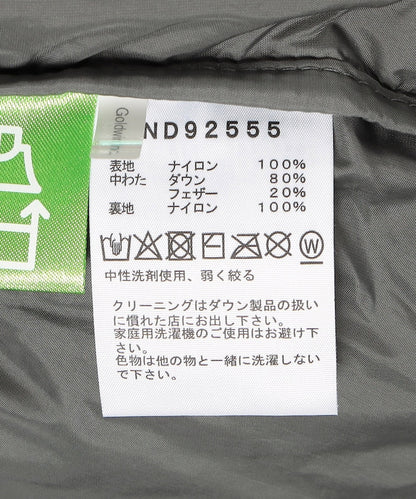 Goldwin
ND92555
表地 ナイロン 100%
中わた ダウン 80%
フェザー 20%
裏地 ナイロン 100%
W
中性洗剤使用、弱く絞る
クリーニングはダウン製品の扱い
に慣れた店にお出し下さい。
家庭用洗濯機のご使用はお避け下
さい。
色物は他の物と一緒に洗濯しない
で下さい。